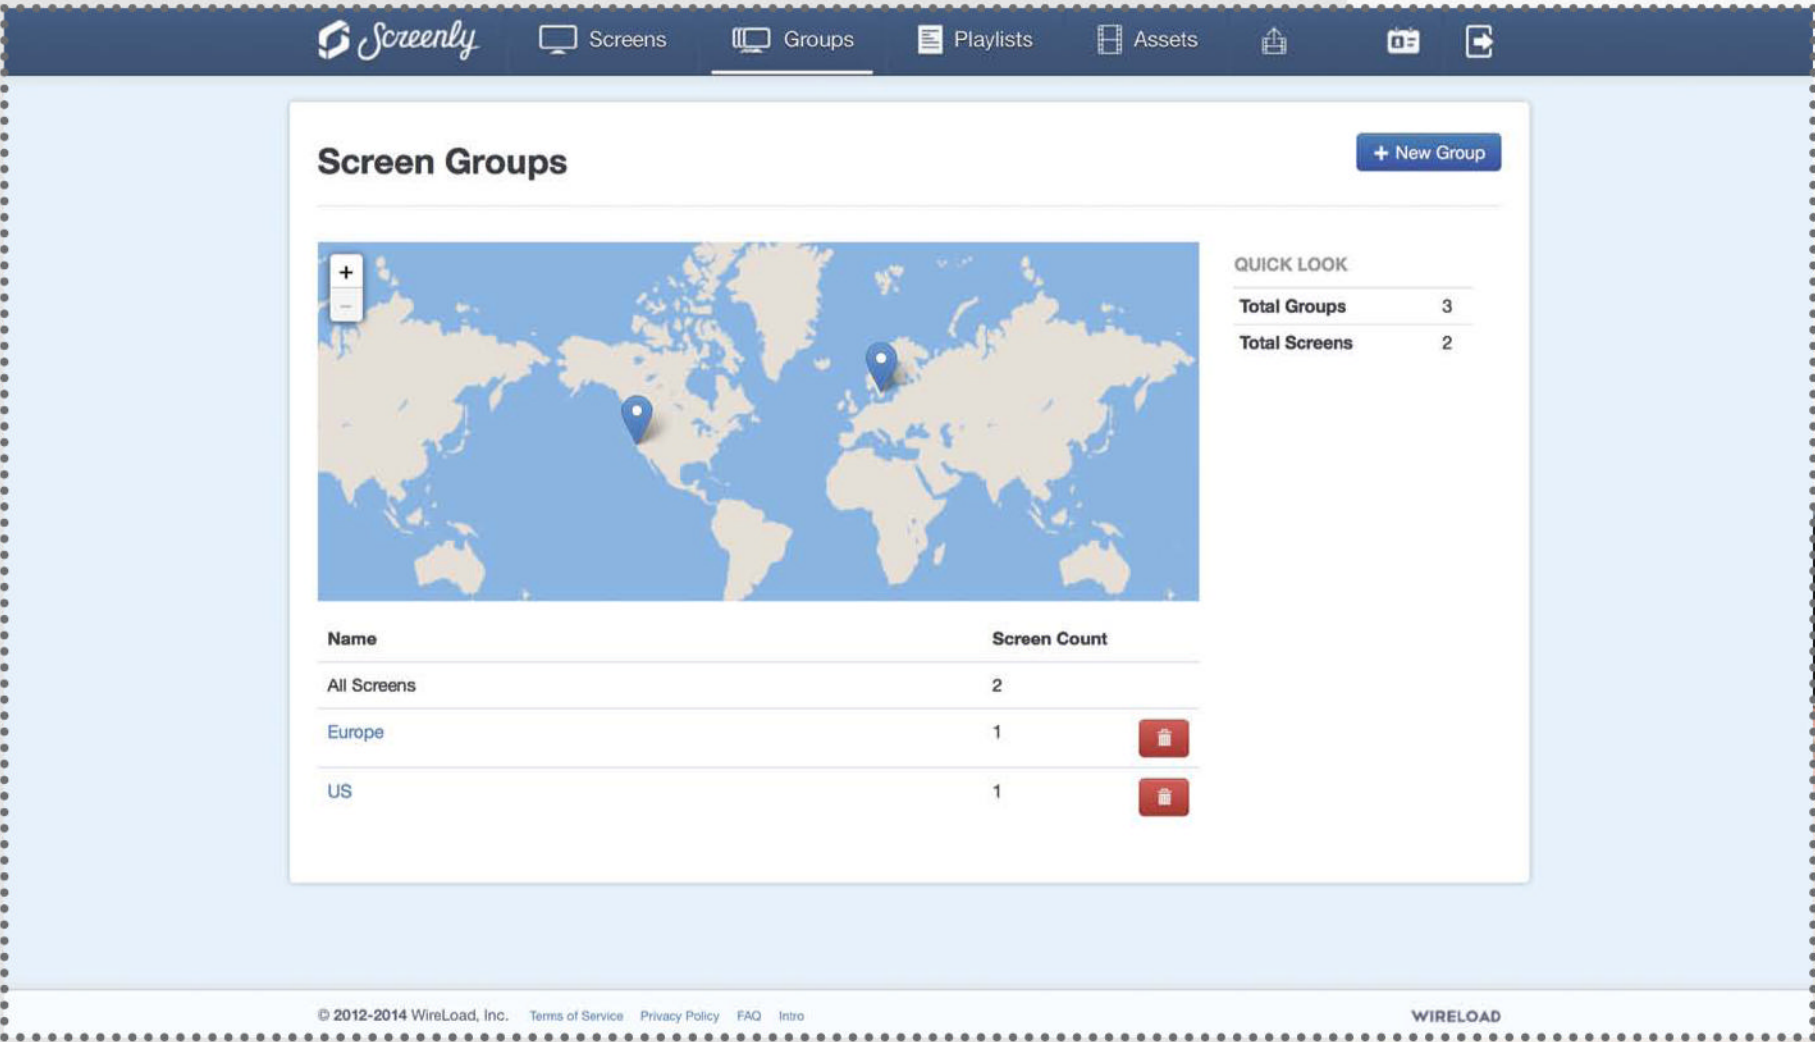 Screenly Screens Groups Playlists Assets
Screen Groups
+ New Group
+
−
QUICK LOOK
Total Groups 3
Total Screens 2
Name Screen Count
All Screens 2
Europe 1
US 1
© 2012-2014 WireLoad, Inc. Terms of Service Privacy Policy FAQ Intro WIRELOAD